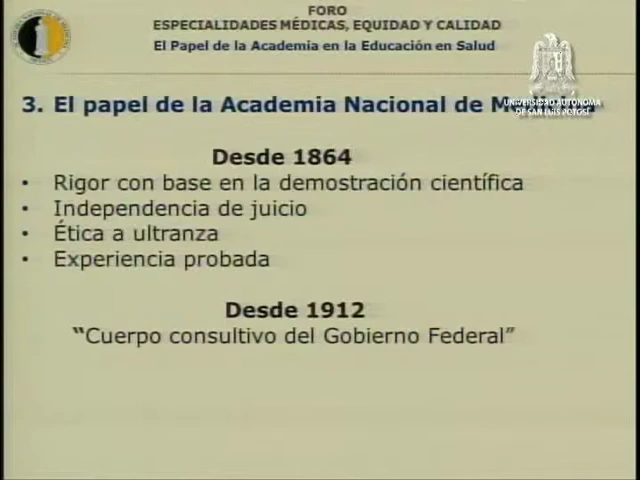 FORO
ESPECIALIDADES MÉDICAS, EQUIDAD Y CALIDAD
El Papel de la Academia en la Educación en Salud
UNIVERSIDAD AUTÓNOMA
DE SAN LUIS POTOSÍ
3. El papel de la Academia Nacional de
Desde 1864
• Rigor con base en la demostración científica
• Independencia de juicio
• Ética a ultranza
• Experiencia probada
Desde 1912
“Cuerpo consultivo del Gobierno Federal”